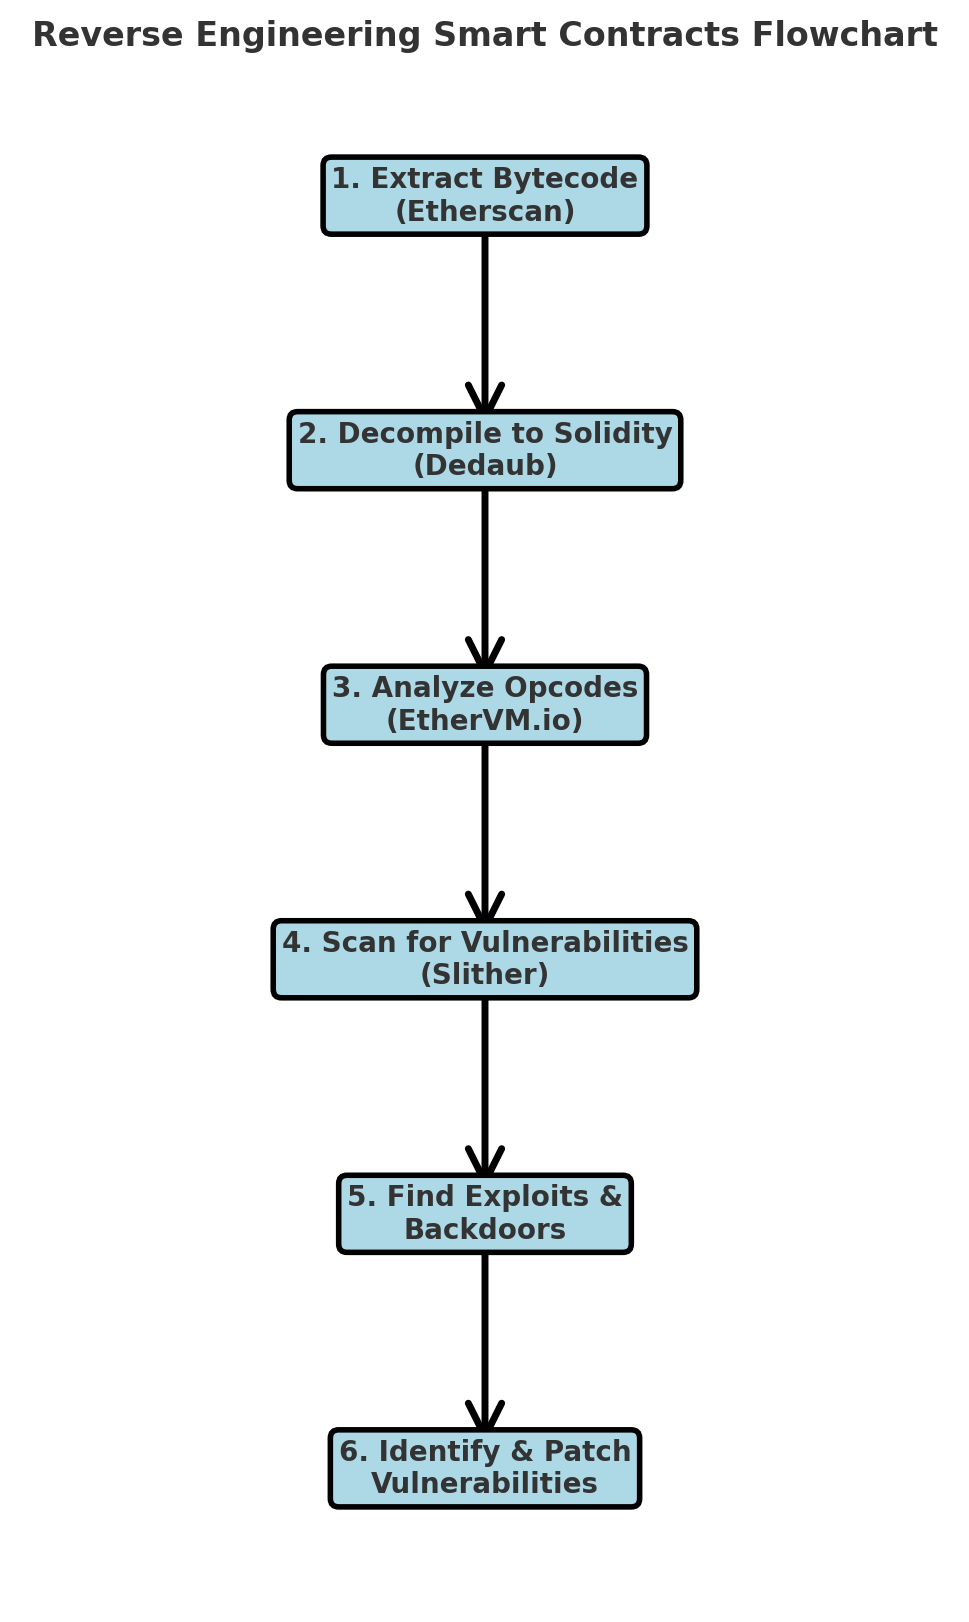 Reverse Engineering Smart Contracts Flowchart
1. Extract Bytecode
(Etherscan)
2. Decompile to Solidity
(Dedaub)
3. Analyze Opcodes
(EtherVM.io)
4. Scan for Vulnerabilities
(Slither)
5. Find Exploits &
Backdoors
6. Identify & Patch
Vulnerabilities